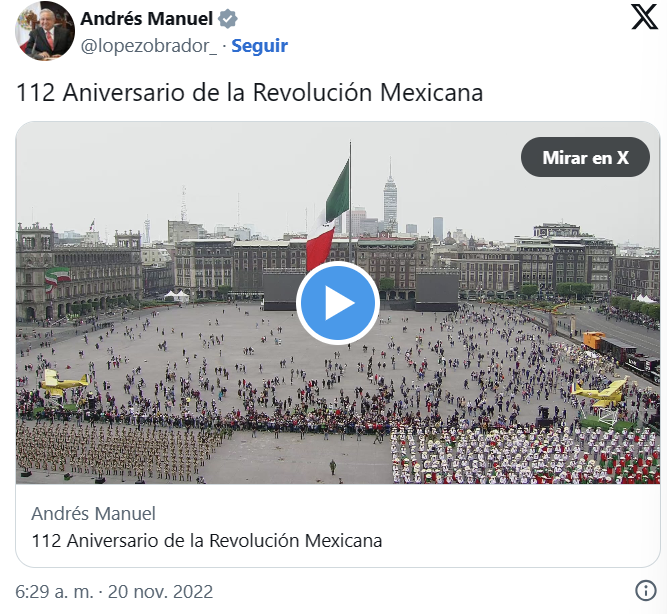 Andrés Manuel
@lopezobrador_ · Seguir
112 Aniversario de la Revolución Mexicana
Mirar en X
Andrés Manuel
112 Aniversario de la Revolución Mexicana
6:29 a. m. · 20 nov. 2022